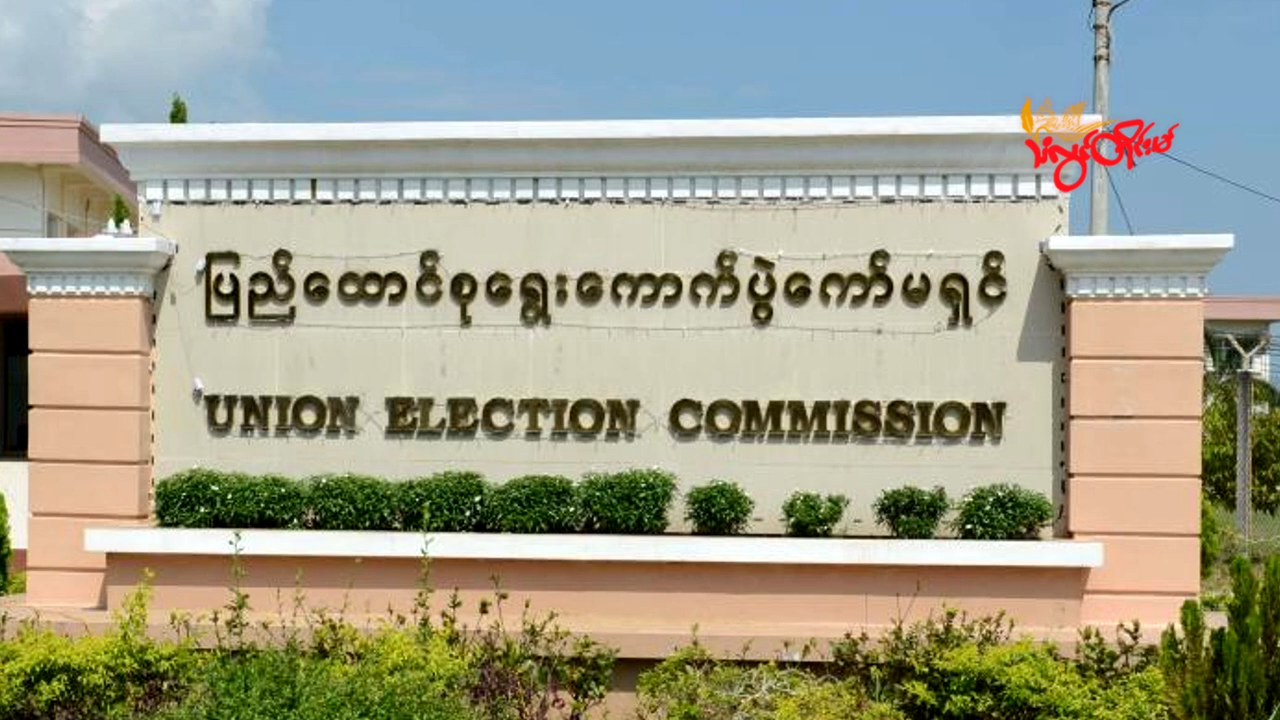 ပြည်ထောင်စုရွေးကောက်ပွဲကော်မရှင်
UNION ELECTION COMMISSION